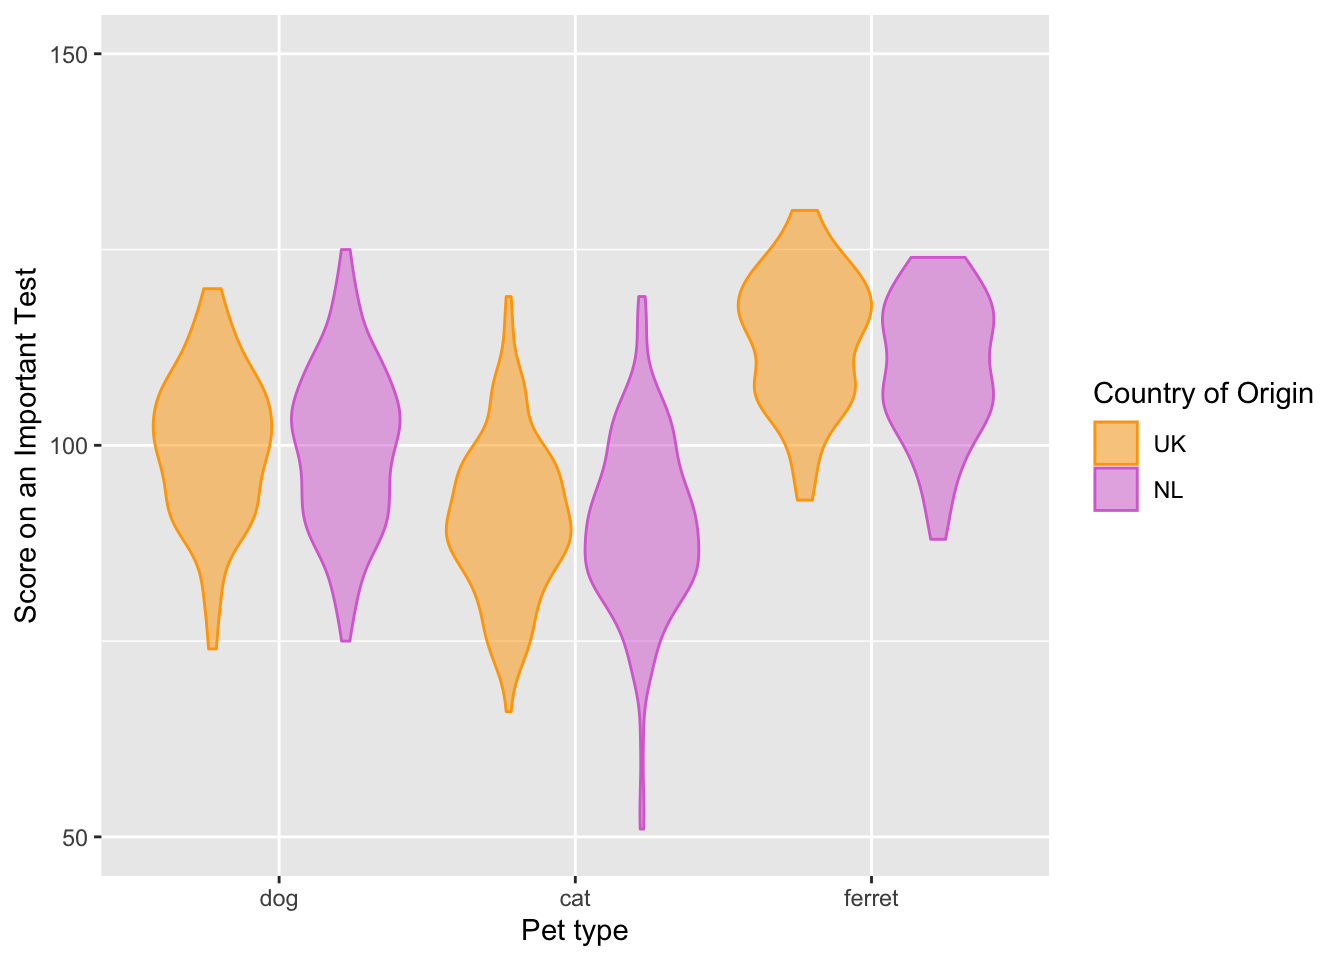 150
100
50
Score on an Important Test
dog
cat
ferret
Pet type
Country of Origin
UK
NL